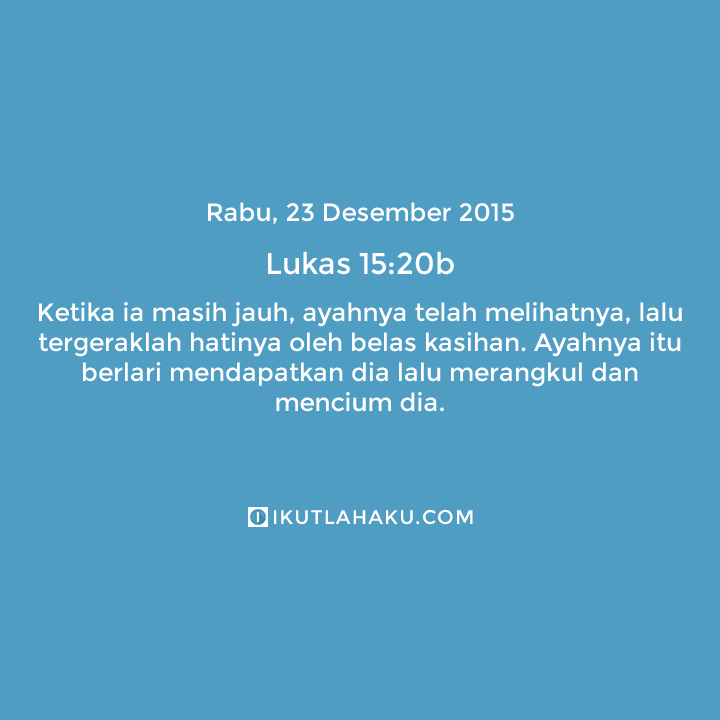 Rabu, 23 Desember 2015
Lukas 15:20b
Ketika ia masih jauh, ayahnya telah melihatnya, lalu
tergeraklah hatinya oleh belas kasihan. Ayahnya itu
berlari mendapatkan dia lalu merangkul dan
mencium dia.
IKUTLAHAKU.COM